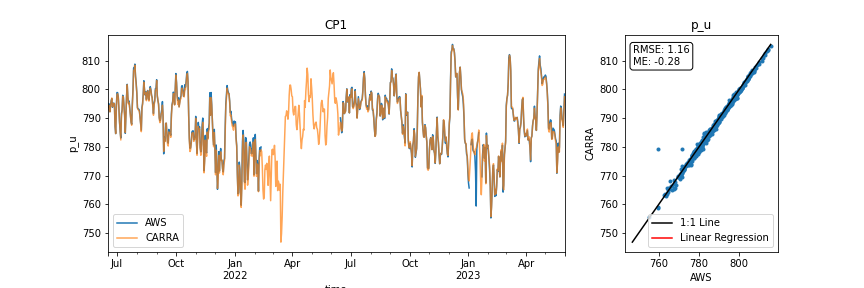 CP1
p_u
810
800
790
780
770
760
750
p_u
AWS
CARRA
Jul
Oct
Jan
2022
Apr
Jul
Oct
Jan
2023
Apr
p_u
RMSE: 1.16
ME: -0.28
CARRA
810
800
790
780
770
760
750
1:1 Line
Linear Regression
760
780
800
AWS